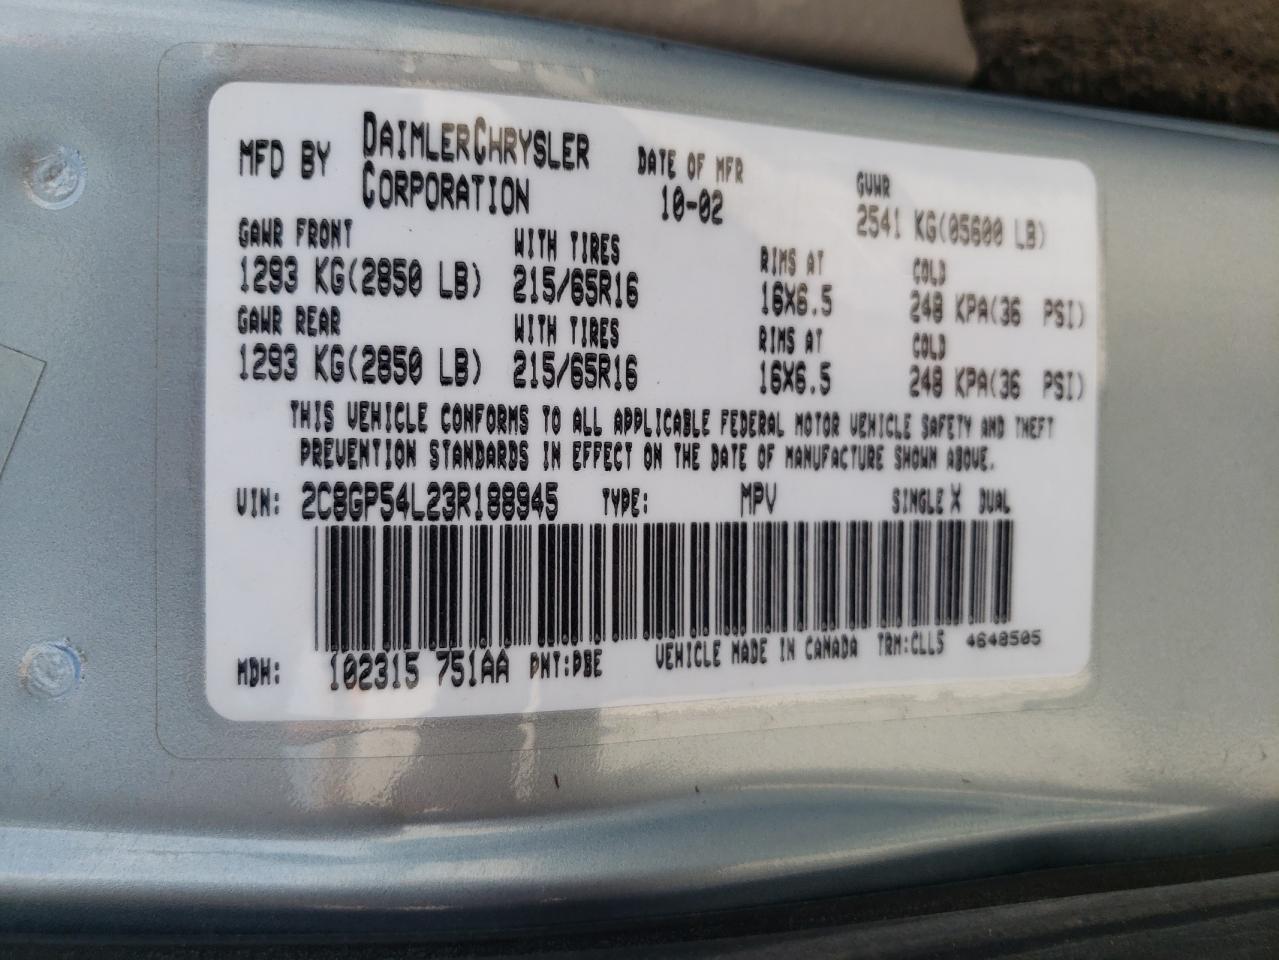 MFD BY DAIMLERCHRYSLER CORPORATION DATE OF MFR 10-02 GVWR 2541 KG(05600 LB)
GAWR FRONT WITH TIRES RIMS AT COLD
1293 KG(2850 LB) 215/65R16 16X6.5 248 KPA(36 PSI)
GAWR REAR WITH TIRES RIMS AT COLD
1293 KG(2850 LB) 215/65R16 16X6.5 248 KPA(36 PSI)
THIS VEHICLE CONFORMS TO ALL APPLICABLE FEDERAL MOTOR VEHICLE SAFETY AND THEFT
PREVENTION STANDARDS IN EFFECT ON THE DATE OF MANUFACTURE SHOWN ABOVE.
VIN: 2C8GP54L23R188945 TYPE: MPV SINGLE X DUAL
MDH: 102315 751AA PNT:DBE VEHICLE MADE IN CANADA TRM:CLL5 4648505